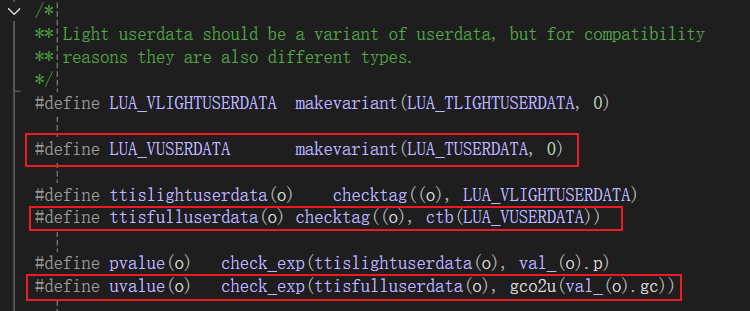 /*
** Light userdata should be a variant of userdata, but for compatibility
** reasons they are also different types.
*/
#define LUA_VLIGHTUSERDATA  makevariant(LUA_TLIGHTUSERDATA, 0)
#define LUA_VUSERDATA       makevariant(LUA_TUSERDATA, 0)
#define ttislightuserdata(o)    checktag((o), LUA_VLIGHTUSERDATA)
#define ttisfulluserdata(o) checktag((o), ctb(LUA_VUSERDATA))
#define pvalue(o)   check_exp(ttislightuserdata(o), val_(o).p)
#define uvalue(o)   check_exp(ttisfulluserdata(o), gco2u(val_(o).gc))